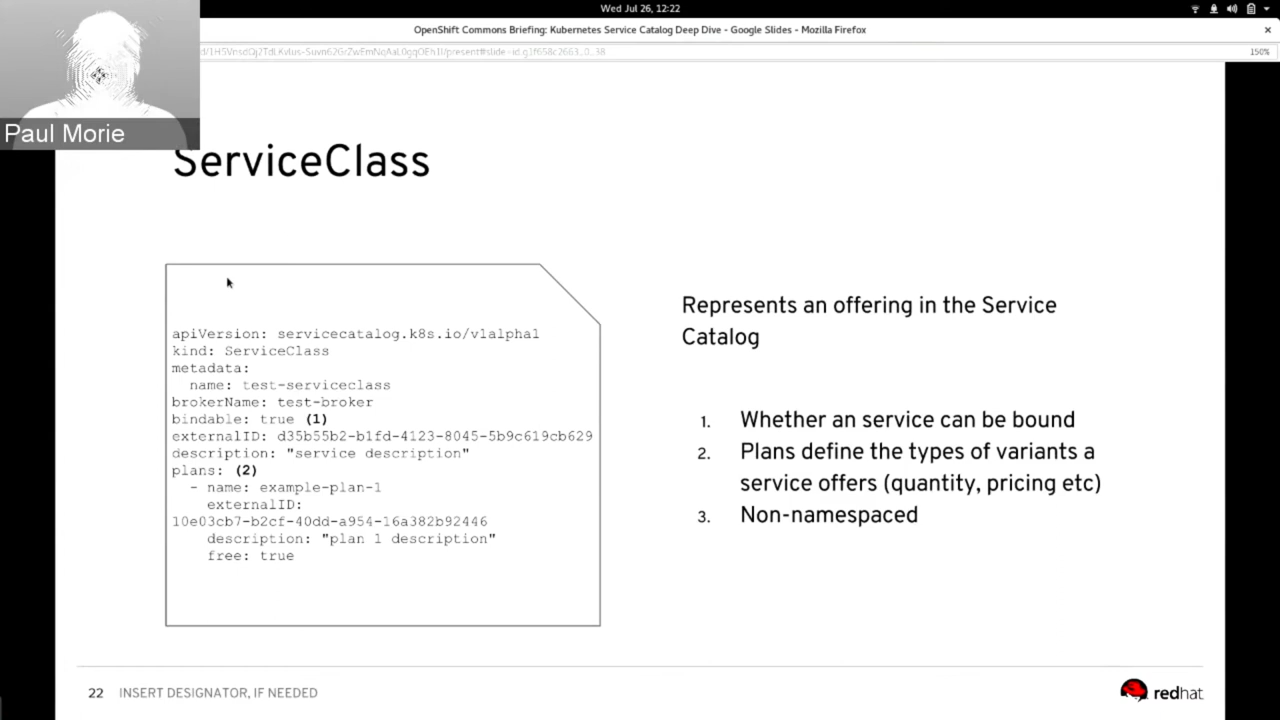 Wed Jul 26, 12:22
OpenShift Commons Briefing: Kubernetes Service Catalog Deep Dive - Google Slides - Mozilla Firefox
150%
Paul Morie
ServiceClass
apiVersion: servicecatalog.k8s.io/v1alpha1
kind: ServiceClass
metadata:
name: test-serviceclass
brokerName: test-broker
bindable: true (1)
externalID: d35b55b2-b1fd-4123-8045-5b9c619cb629
description: "service description"
plans: (2)
- name: example-plan-1
externalID:
10e03cb7-b2cf-40dd-a954-16a382b92446
description: "plan 1 description"
free: true
Represents an offering in the Service
Catalog
1. Whether an service can be bound
2. Plans define the types of variants a
service offers (quantity, pricing etc)
3. Non-namespaced
22 INSERT DESIGNATOR, IF NEEDED
redhat